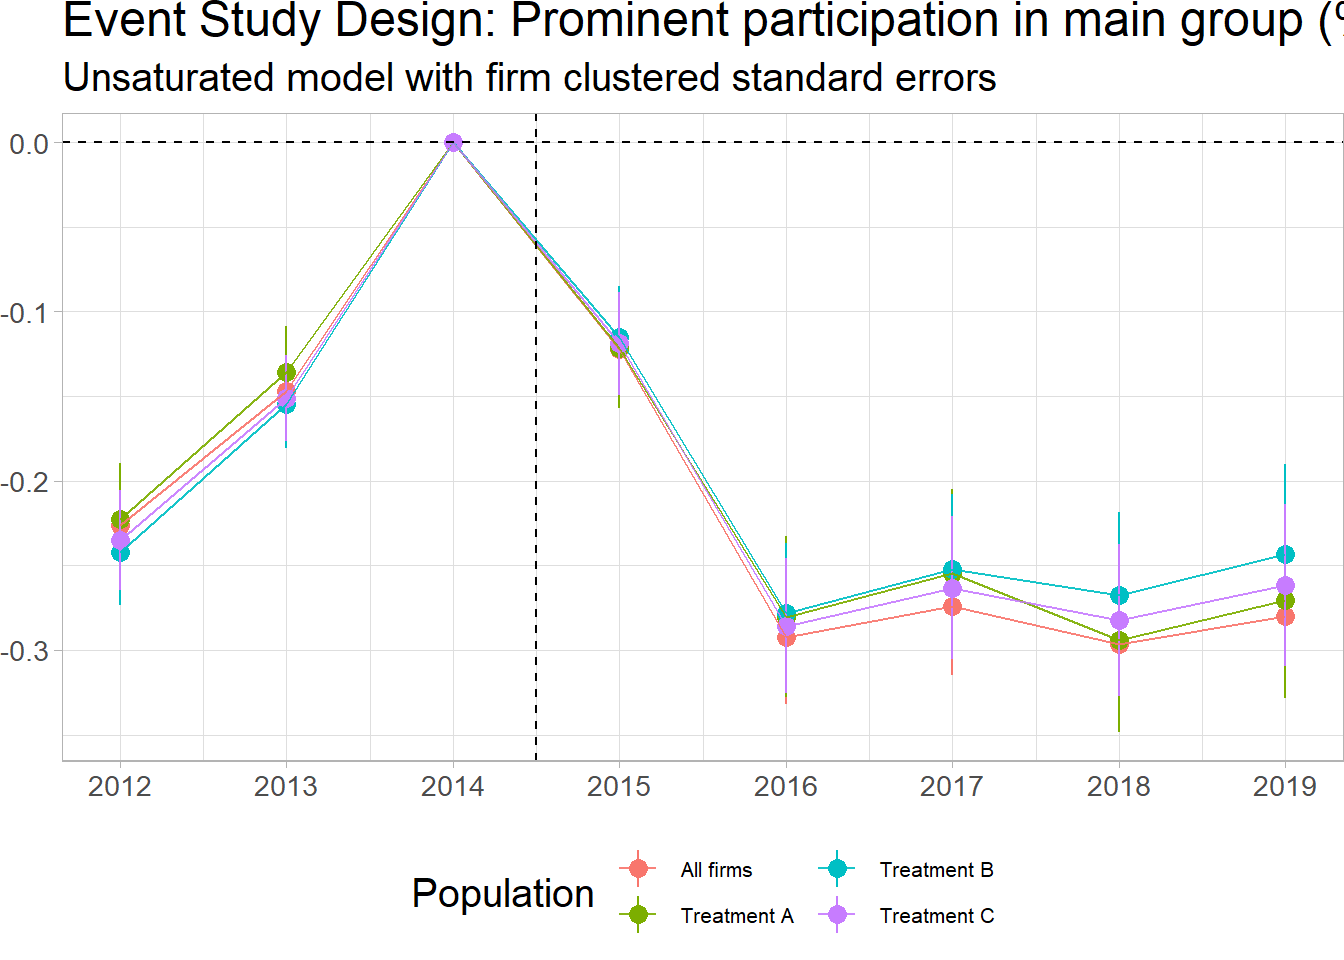 Event Study Design: Prominent participation in main group (%
Unsaturated model with firm clustered standard errors
0.0
-0.1
-0.2
-0.3
2012 2013 2014 2015 2016 2017 2018 2019
Population
All firms Treatment B
Treatment A Treatment C